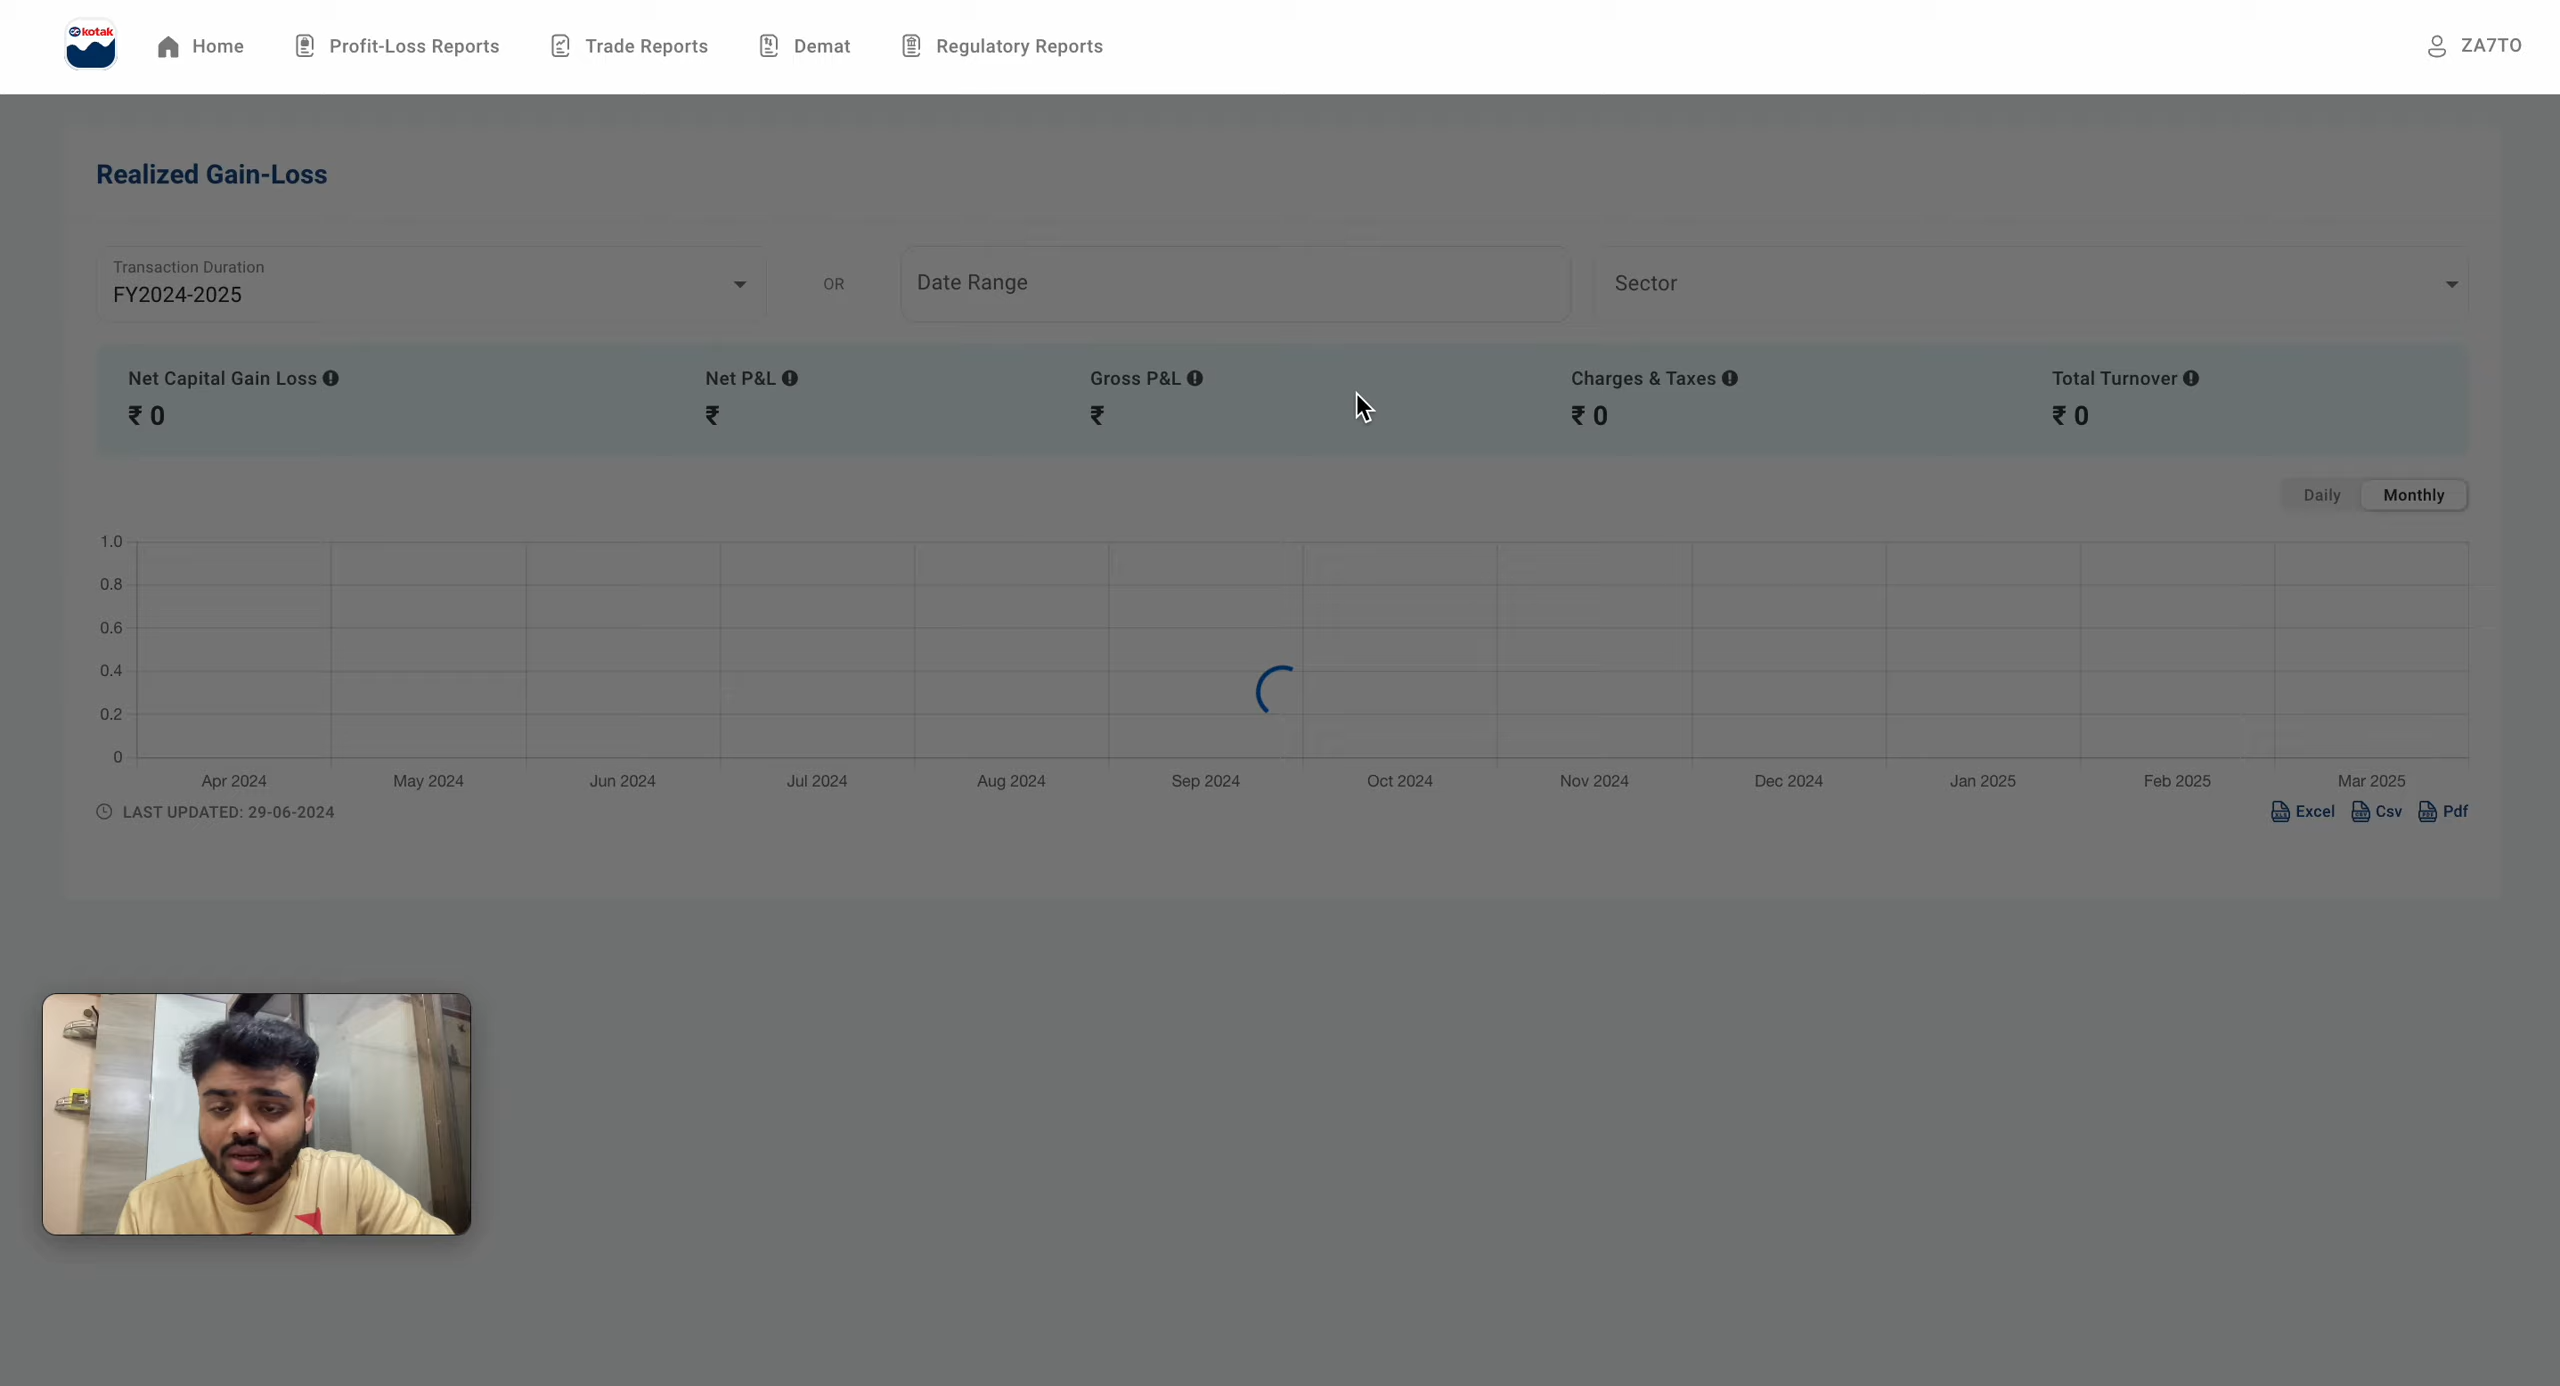 kotak
Home
Profit-Loss Reports
Trade Reports
Demat
Regulatory Reports
ZA7TO
Realized Gain-Loss
Transaction Duration
FY2024-2025
OR
Date Range
Sector
Net Capital Gain Loss
₹ 0
Net P&L
₹
Gross P&L
₹
Charges & Taxes
₹ 0
Total Turnover
₹ 0
Daily
Monthly
1.0
0.8
0.6
0.4
0.2
0
Apr 2024
May 2024
Jun 2024
Jul 2024
Aug 2024
Sep 2024
Oct 2024
Nov 2024
Dec 2024
Jan 2025
Feb 2025
Mar 2025
LAST UPDATED: 29-06-2024
Excel
Csv
Pdf